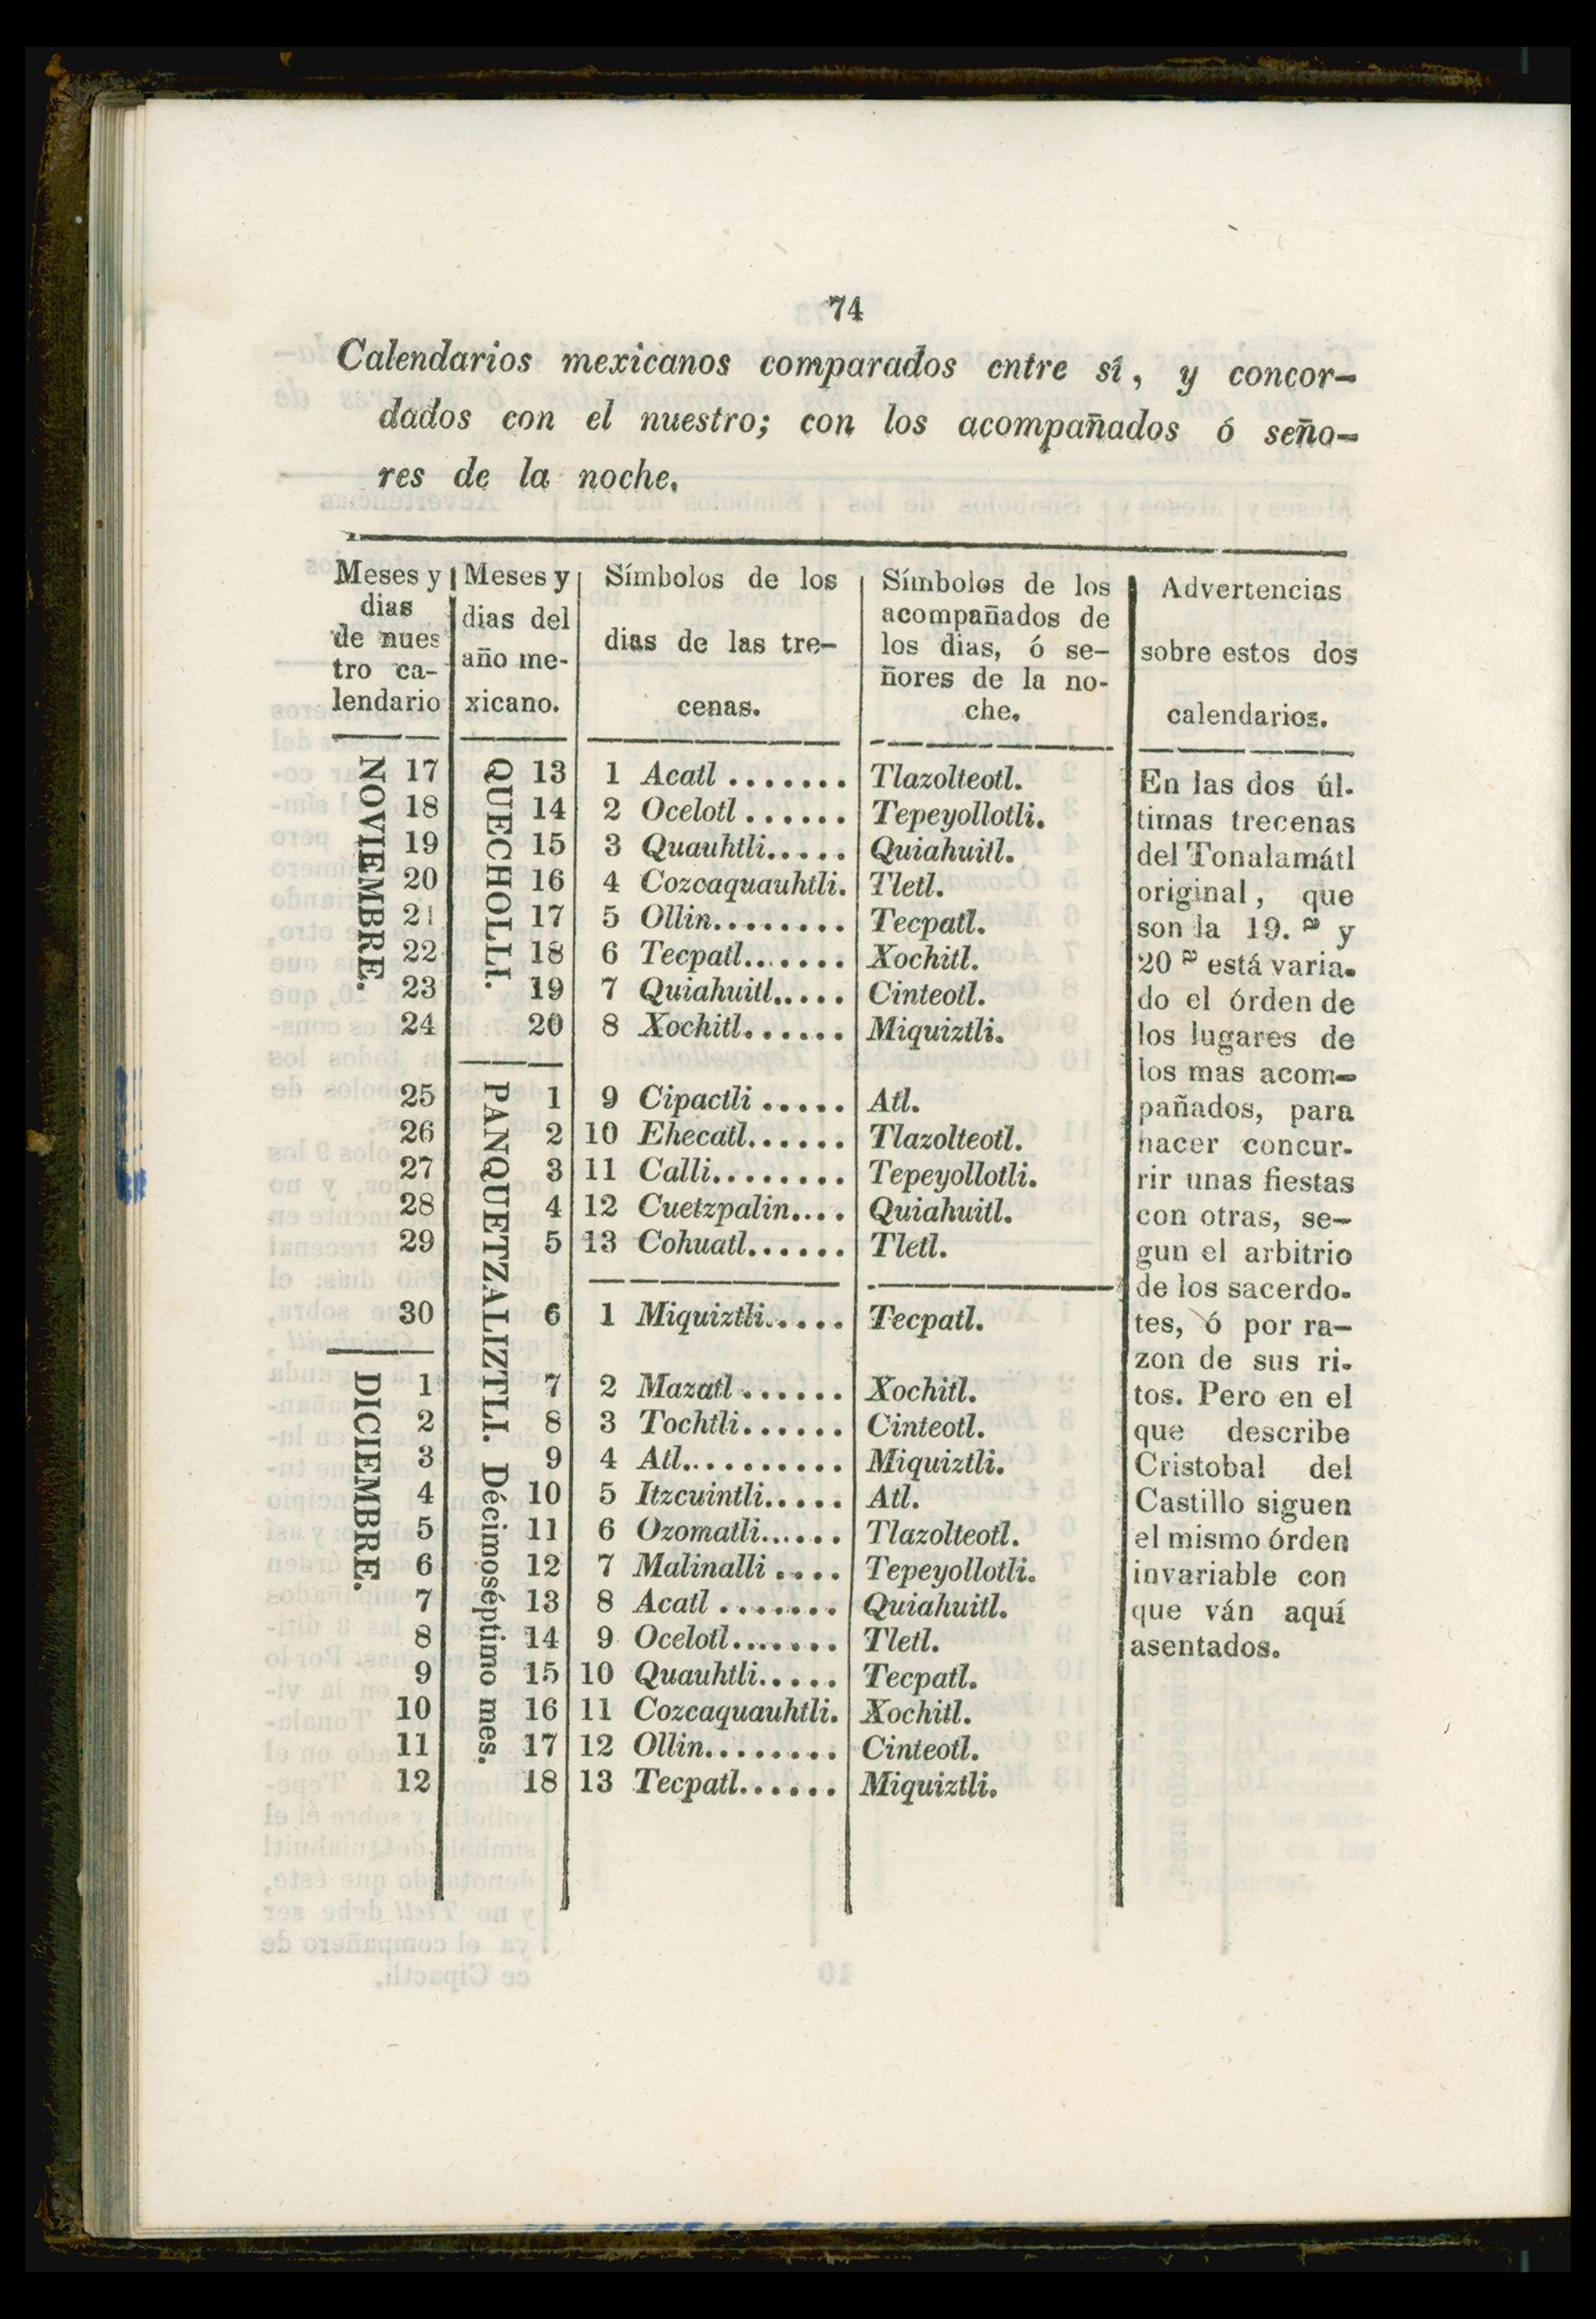 74
Calendarios mexicanos comparados entre sí, y concor-
dados con el nuestro; con los acompañados ó seño-
res de la noche.
Meses y
dias
de nues
tro ca-
lendario
Meses y
dias del
año me-
xicano.
Símbolos de los
dias de las tre-
cenas.
Símbolos de los
acompañados de
los dias, ó se-
ñores de la no-
che.
Advertencias
sobre estos dos
calendarios.
NOVIEMBRE.
QUECHOLLI.
17 13 1 Acatl ....... Tlazolteotl.
18 14 2 Ocelotl ...... Tepeyollotli.
19 15 3 Quauhtli..... Quiahuitl.
20 16 4 Cozcaquauhtli. Tletl.
21 17 5 Ollin........ Tecpatl.
22 18 6 Tecpatl....... Xochitl.
23 19 7 Quiahuitl..... Cinteotl.
24 20 8 Xochitl...... Miquiztli.
PANQUETZALIZTLI. Décimoséptimo mes.
25 1 9 Cipactli ..... Atl.
26 2 10 Ehecatl...... Tlazolteotl.
27 3 11 Calli........ Tepeyollotli.
28 4 12 Cuetzpalin.... Quiahuitl.
29 5 13 Cohuatl...... Tletl.
30 6 1 Miquiztli..... Tecpatl.
DICIEMBRE.
1 7 2 Mazatl ...... Xochitl.
2 8 3 Tochtli...... Cinteotl.
3 9 4 Atl.......... Miquiztli.
4 10 5 Itzcuintli..... Atl.
5 11 6 Ozomatli...... Tlazolteotl.
6 12 7 Malinalli .... Tepeyollotli.
7 13 8 Acatl ....... Quiahuitl.
8 14 9 Ocelotl....... Tletl.
9 15 10 Quauhtli..... Tecpatl.
10 16 11 Cozcaquauhtli. Xochitl.
11 17 12 Ollin........ Cinteotl.
12 18 13 Tecpatl...... Miquiztli.
En las dos úl-
timas trecenas
del Tonalamátl
original, que
son la 19.ª y
20ª está varia-
do el órden de
los lugares de
los mas acom-
pañados, para
hacer concur-
rir unas fiestas
con otras, se-
gun el arbitrio
de los sacerdo-
tes, ó por ra-
zon de sus ri-
tos. Pero en el
que describe
Cristobal del
Castillo siguen
el mismo órden
invariable con
que ván aquí
asentados.